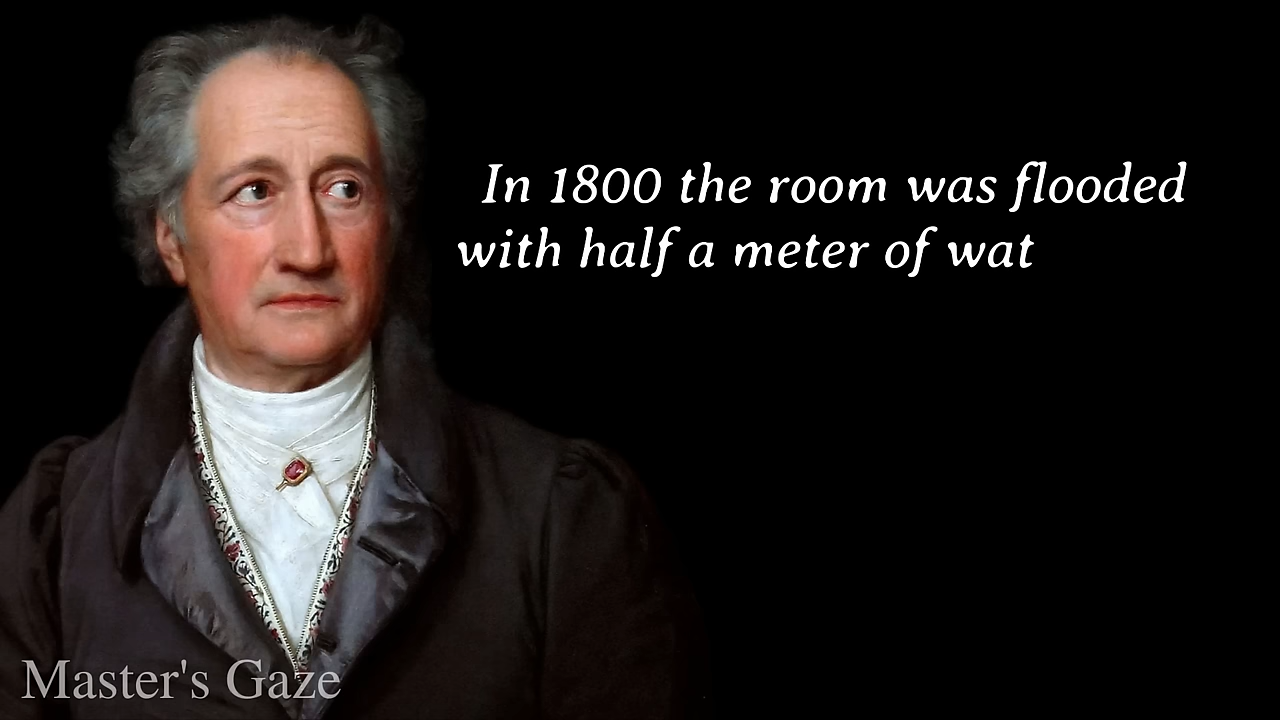 In 1800 the room was flooded
with half a meter of wat
Master's Gaze